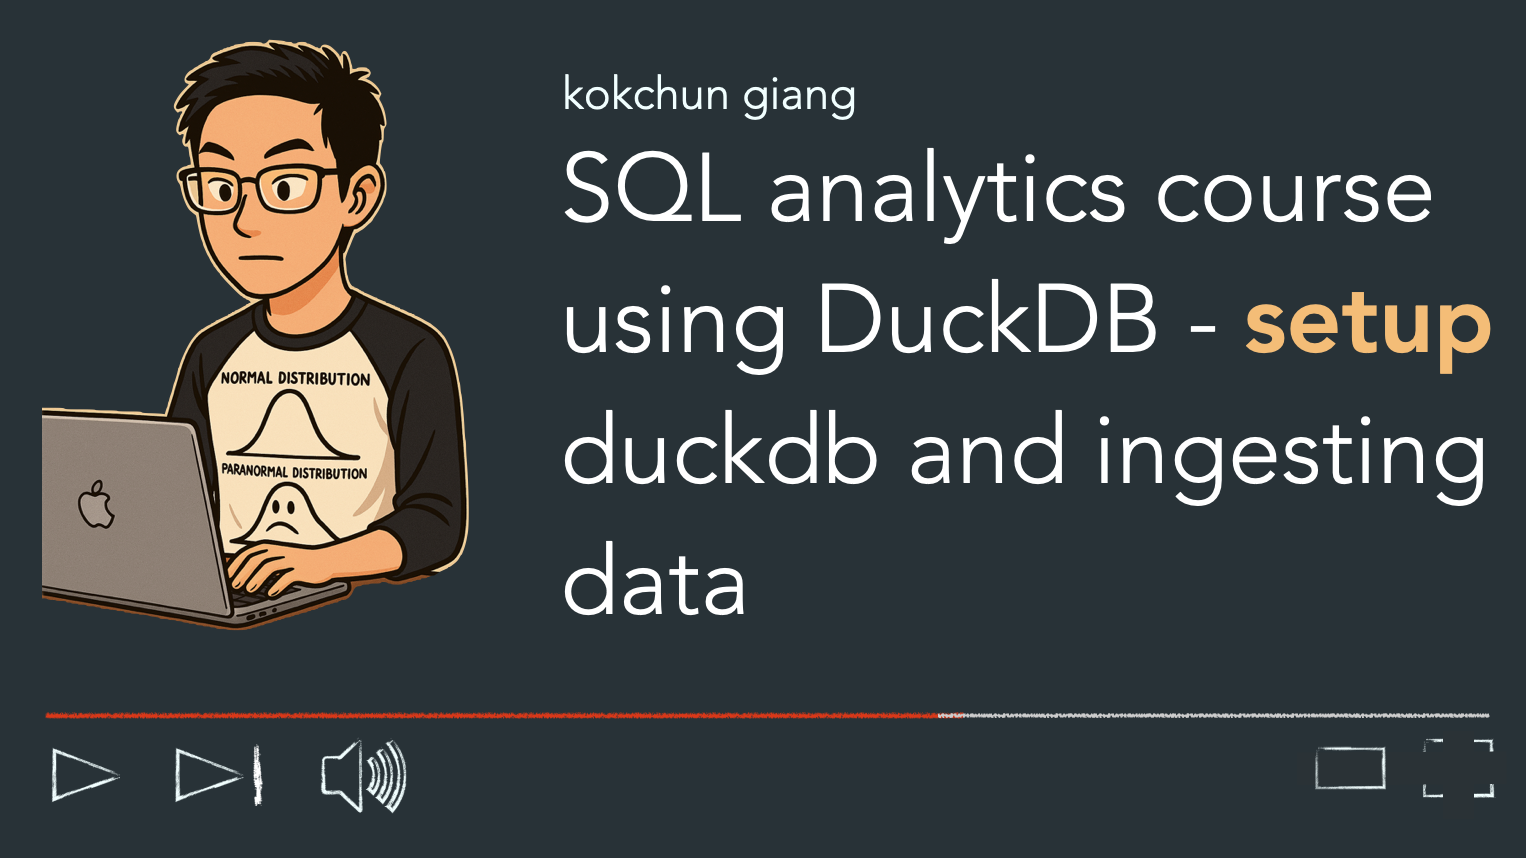 kokchun giang
SQL analytics course
using DuckDB - setup
duckdb and ingesting
data
NORMAL DISTRIBUTION
PARANORMAL DISTRIBUTION